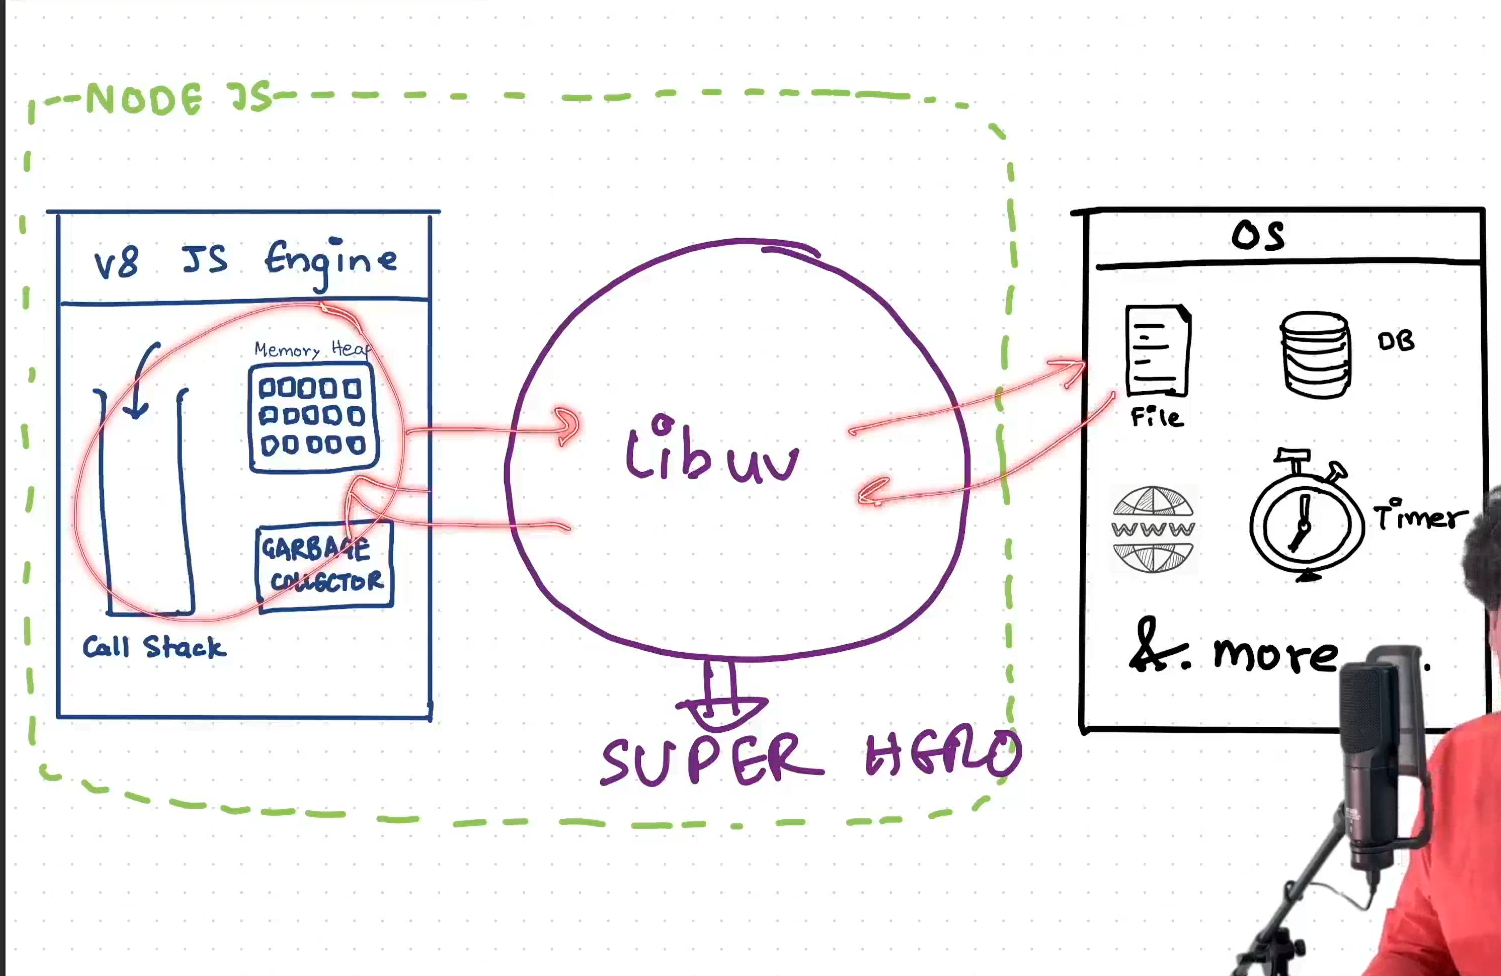 NODE JS
V8 JS Engine
Memory Heap
GARBAGE
COLLECTOR
Call Stack
Libuv
SUPER HERO
OS
File
DB
WWW
Timer
&. more